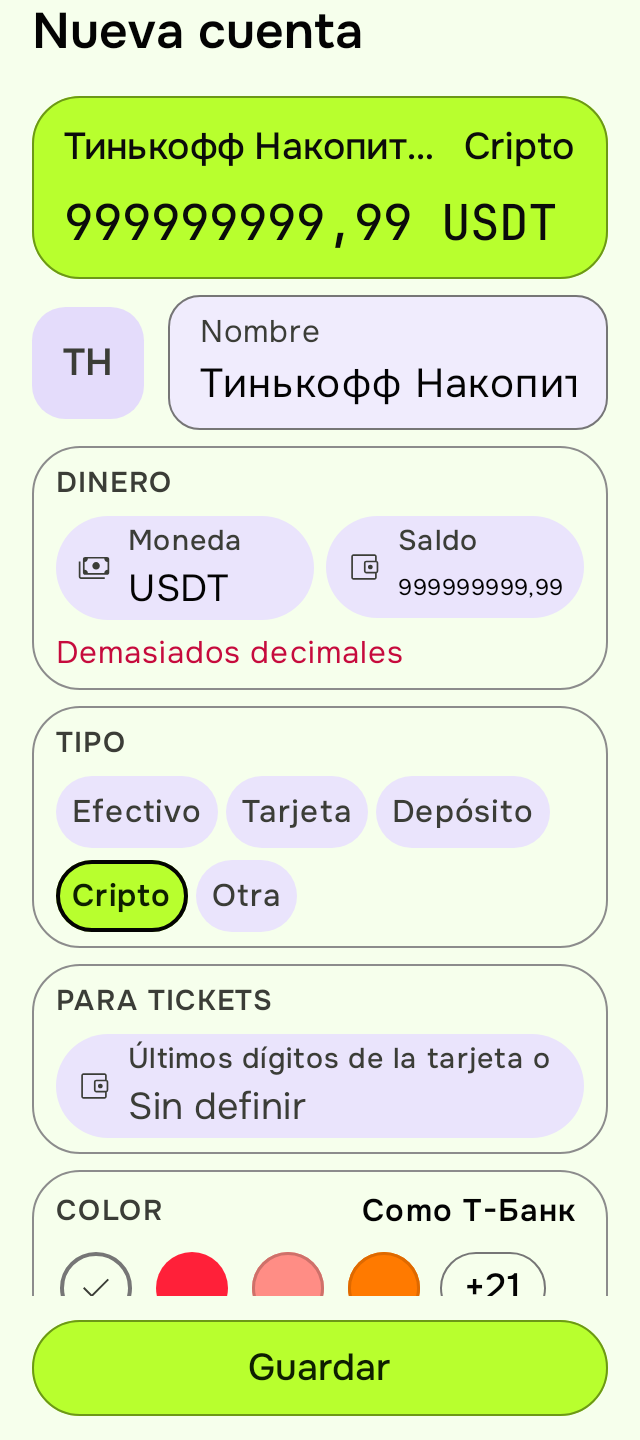 Nueva cuenta
Тинькофф Накопит... Cripto
999999999,99 USDT
ТН
Nombre
Тинькофф Накопит
DINERO
Moneda
USDT
Saldo
999999999,99
Demasiados decimales
TIPO
Efectivo Tarjeta Depósito
Cripto Otra
PARA TICKETS
Últimos dígitos de la tarjeta o
Sin definir
COLOR Como Т-Банк
+21
Guardar